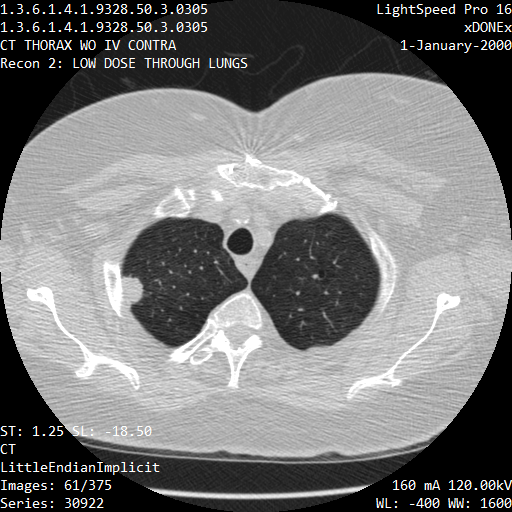 1.3.6.1.4.1.9328.50.3.0305
LightSpeed Pro 16
1.3.6.1.4.1.9328.50.3.0305
xDONEx
CT THORAX WO IV CONTRA
1-January-2000
Recon 2: LOW DOSE THROUGH LUNGS
ST: 1.25 SL: -18.50
CT
LittleEndianImplicit
Images: 61/375
160 mA 120.00kV
Series: 30922
WL: -400 WW: 1600